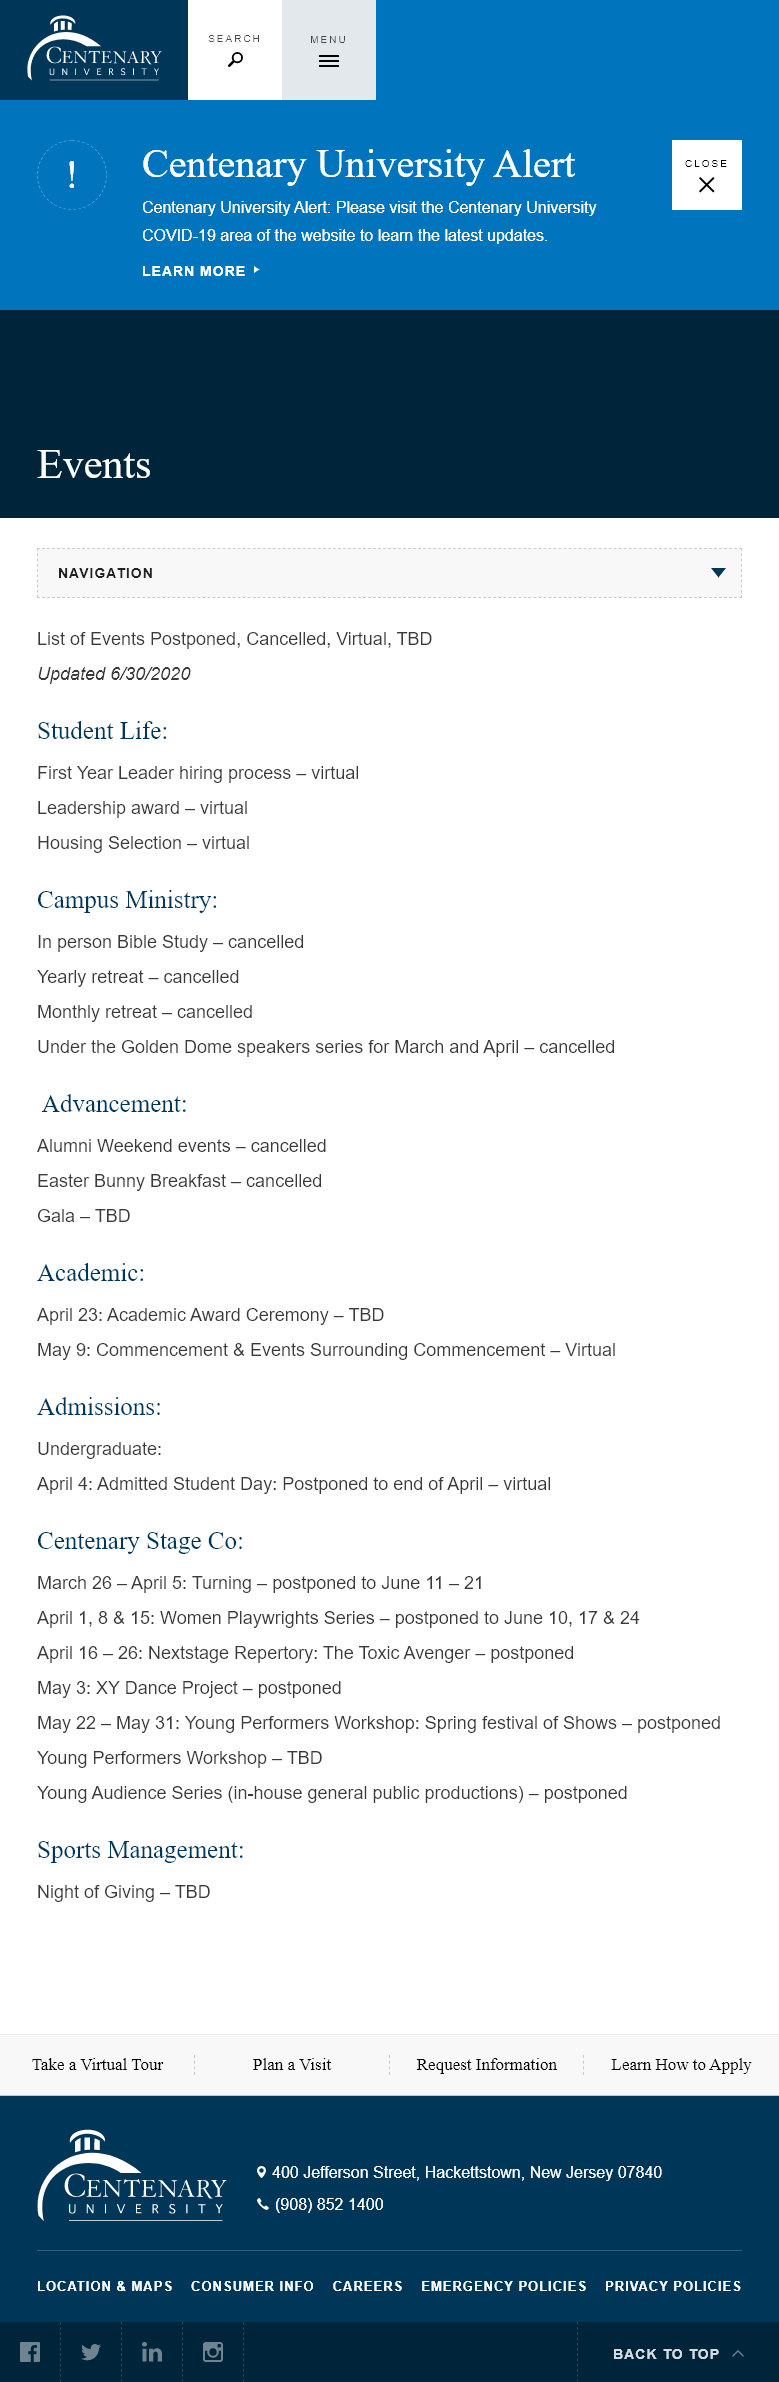 CENTENARY
UNIVERSITY
SEARCH
MENU
!
Centenary University Alert
CLOSE
Centenary University Alert: Please visit the Centenary University
COVID-19 area of the website to learn the latest updates.
LEARN MORE
Events
NAVIGATION
List of Events Postponed, Cancelled, Virtual, TBD
Updated 6/30/2020
Student Life:
First Year Leader hiring process – virtual
Leadership award – virtual
Housing Selection – virtual
Campus Ministry:
In person Bible Study – cancelled
Yearly retreat – cancelled
Monthly retreat – cancelled
Under the Golden Dome speakers series for March and April – cancelled
Advancement:
Alumni Weekend events – cancelled
Easter Bunny Breakfast – cancelled
Gala – TBD
Academic:
April 23: Academic Award Ceremony – TBD
May 9: Commencement & Events Surrounding Commencement – Virtual
Admissions:
Undergraduate:
April 4: Admitted Student Day: Postponed to end of April – virtual
Centenary Stage Co:
March 26 – April 5: Turning – postponed to June 11 – 21
April 1, 8 & 15: Women Playwrights Series – postponed to June 10, 17 & 24
April 16 – 26: Nextstage Repertory: The Toxic Avenger – postponed
May 3: XY Dance Project – postponed
May 22 – May 31: Young Performers Workshop: Spring festival of Shows – postponed
Young Performers Workshop – TBD
Young Audience Series (in-house general public productions) – postponed
Sports Management:
Night of Giving – TBD
Take a Virtual Tour
Plan a Visit
Request Information
Learn How to Apply
CENTENARY
UNIVERSITY
400 Jefferson Street, Hackettstown, New Jersey 07840
(908) 852 1400
LOCATION & MAPS
CONSUMER INFO
CAREERS
EMERGENCY POLICIES
PRIVACY POLICIES
BACK TO TOP